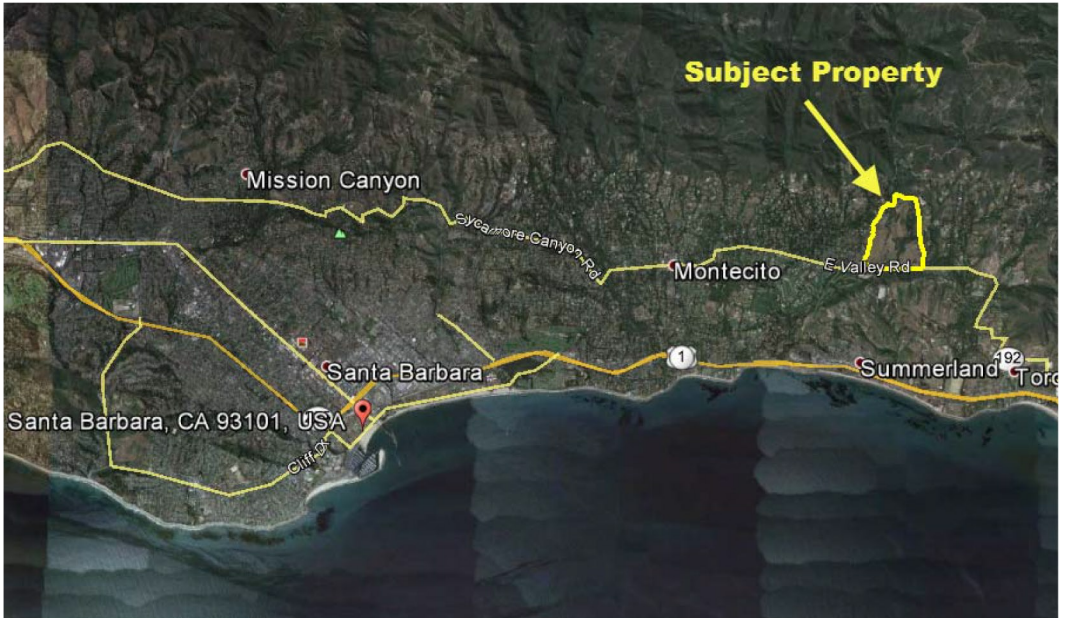 Subject Property
Mission Canyon
Sycamore Canyon Rd
E Valley Rd
Montecito
1
Summerland
192
Toro
Santa Barbara
Santa Barbara, CA 93101, USA
Cliff Dr